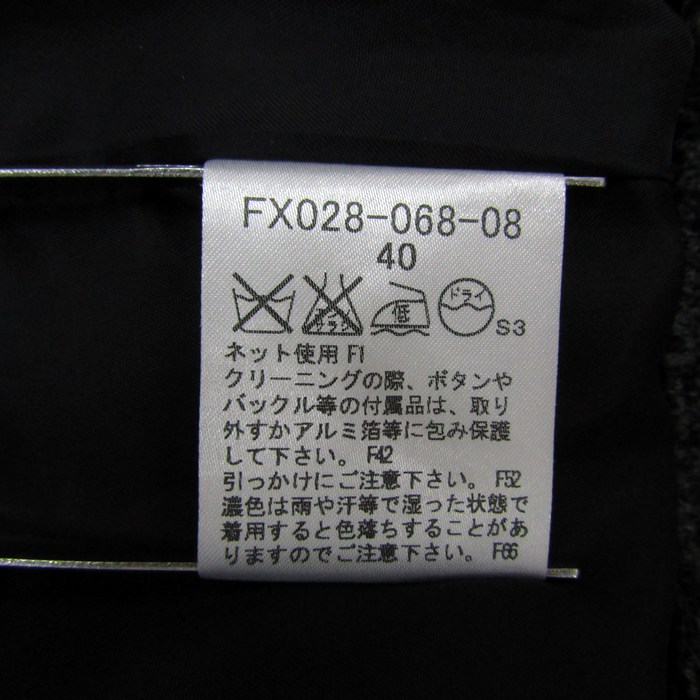 FX028-068-08
40
低
ドライ
S3
ネット使用 F1
クリーニングの際、ボタンや
バックル等の付属品は、取り
外すかアルミ箔等に包み保護
して下さい。 F42
引っかけにご注意下さい。 F52
濃色は雨や汗等で湿った状態で
着用すると色落ちすることがあ
りますのでご注意下さい。 F66